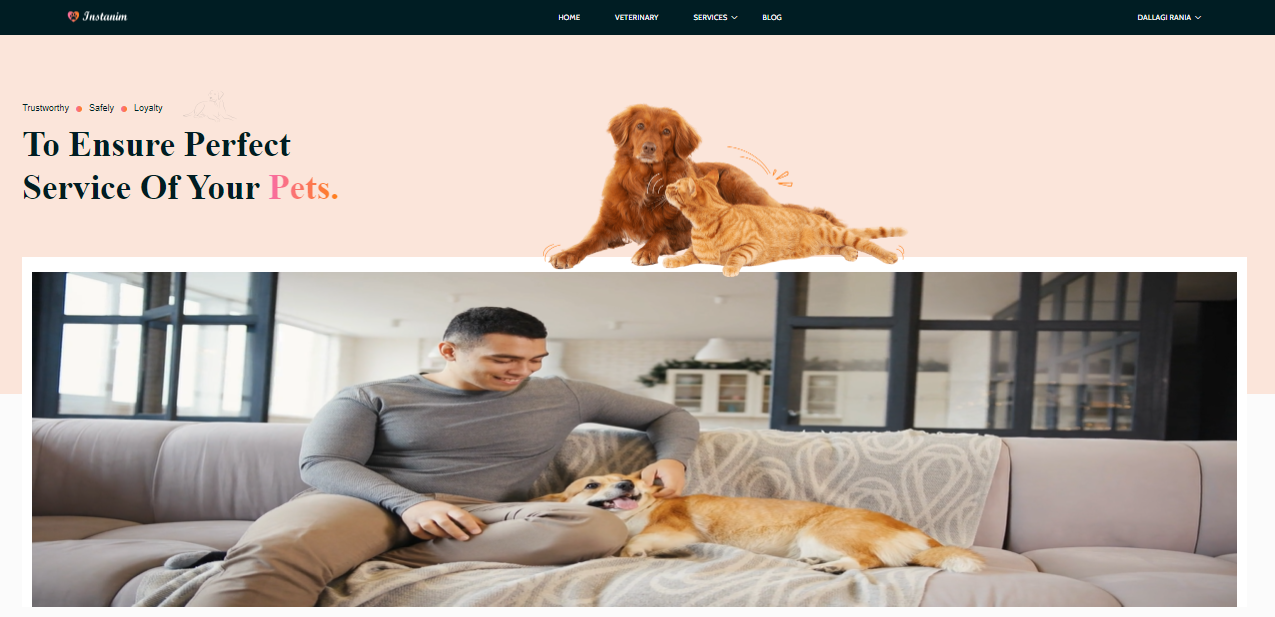 Instanim
HOME VETERINARY SERVICES BLOG
DALLAGI RANIA
Trustworthy Safely Loyalty
To Ensure Perfect
Service Of Your Pets.